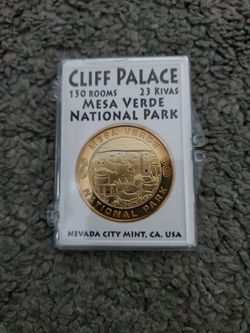 CLIFF PALACE
150 ROOMS 23 KIVAS
MESA VERDE
NATIONAL PARK
MESA VERDE
NATIONAL PARK
NEVADA CITY MINT, CA. USA